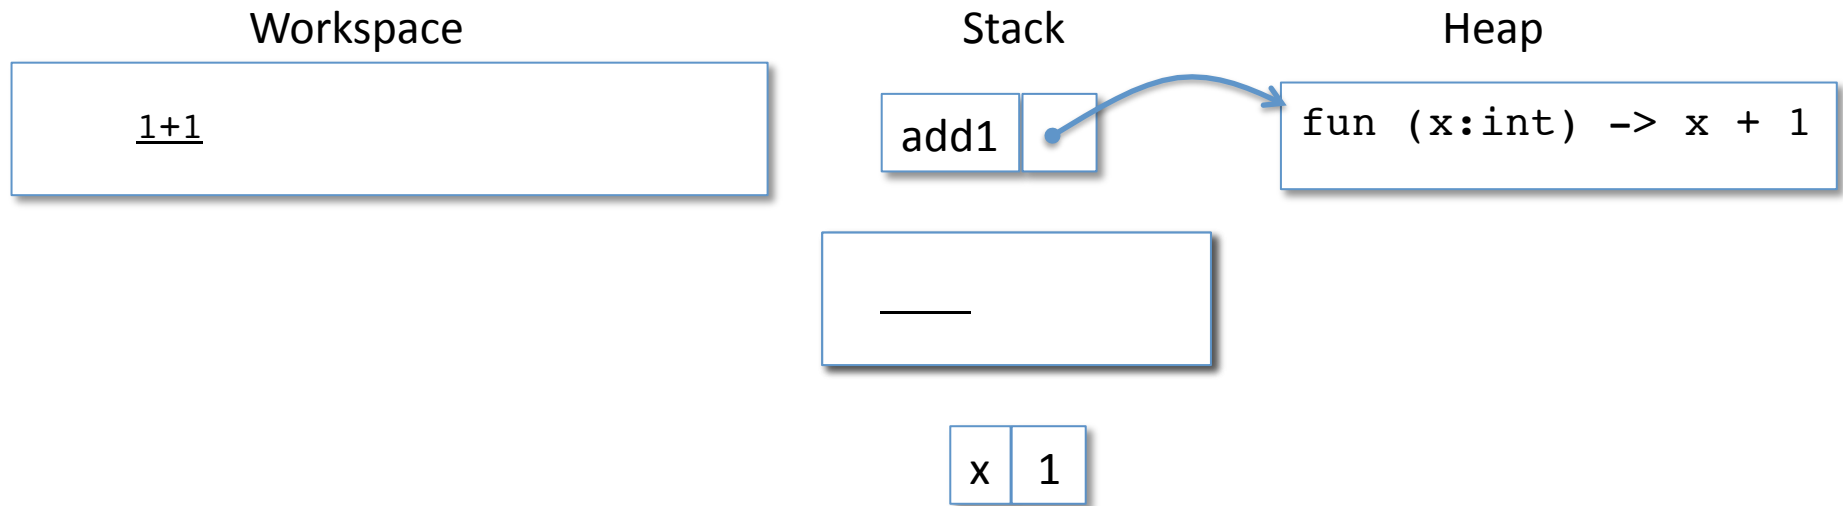 Workspace
Stack
Heap
1+1
add1
fun (x:int) -> x + 1
x 1